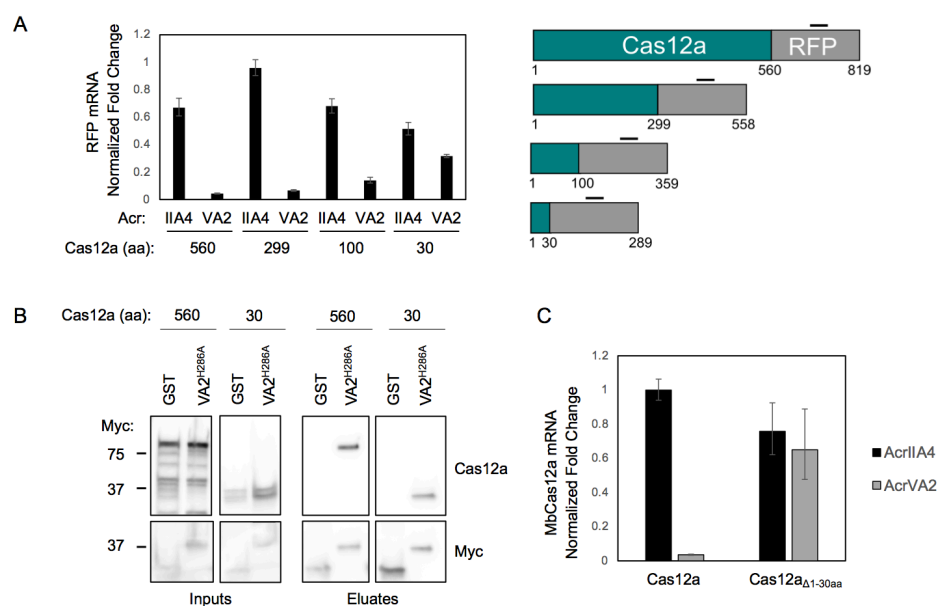 A
RFP mRNA
Normalized Fold Change
1.2
1
0.8
0.6
0.4
0.2
0
Acr: IIA4 VA2 IIA4 VA2 IIA4 VA2 IIA4 VA2
Cas12a (aa): 560 299 100 30
Cas12a RFP
1 560 819
1 299 558
1 100 359
1 30 289
B
Cas12a (aa): 560 30 560 30
GST VA2H286A GST VA2H286A GST VA2H286A GST VA2H286A
Myc:
75
37
Cas12a
37
Myc
Inputs Eluates
C
MbCas12a mRNA
Normalized Fold Change
1.2
1
0.8
0.6
0.4
0.2
0
Cas12a Cas12aΔ1-30aa
AcrIIA4
AcrVA2